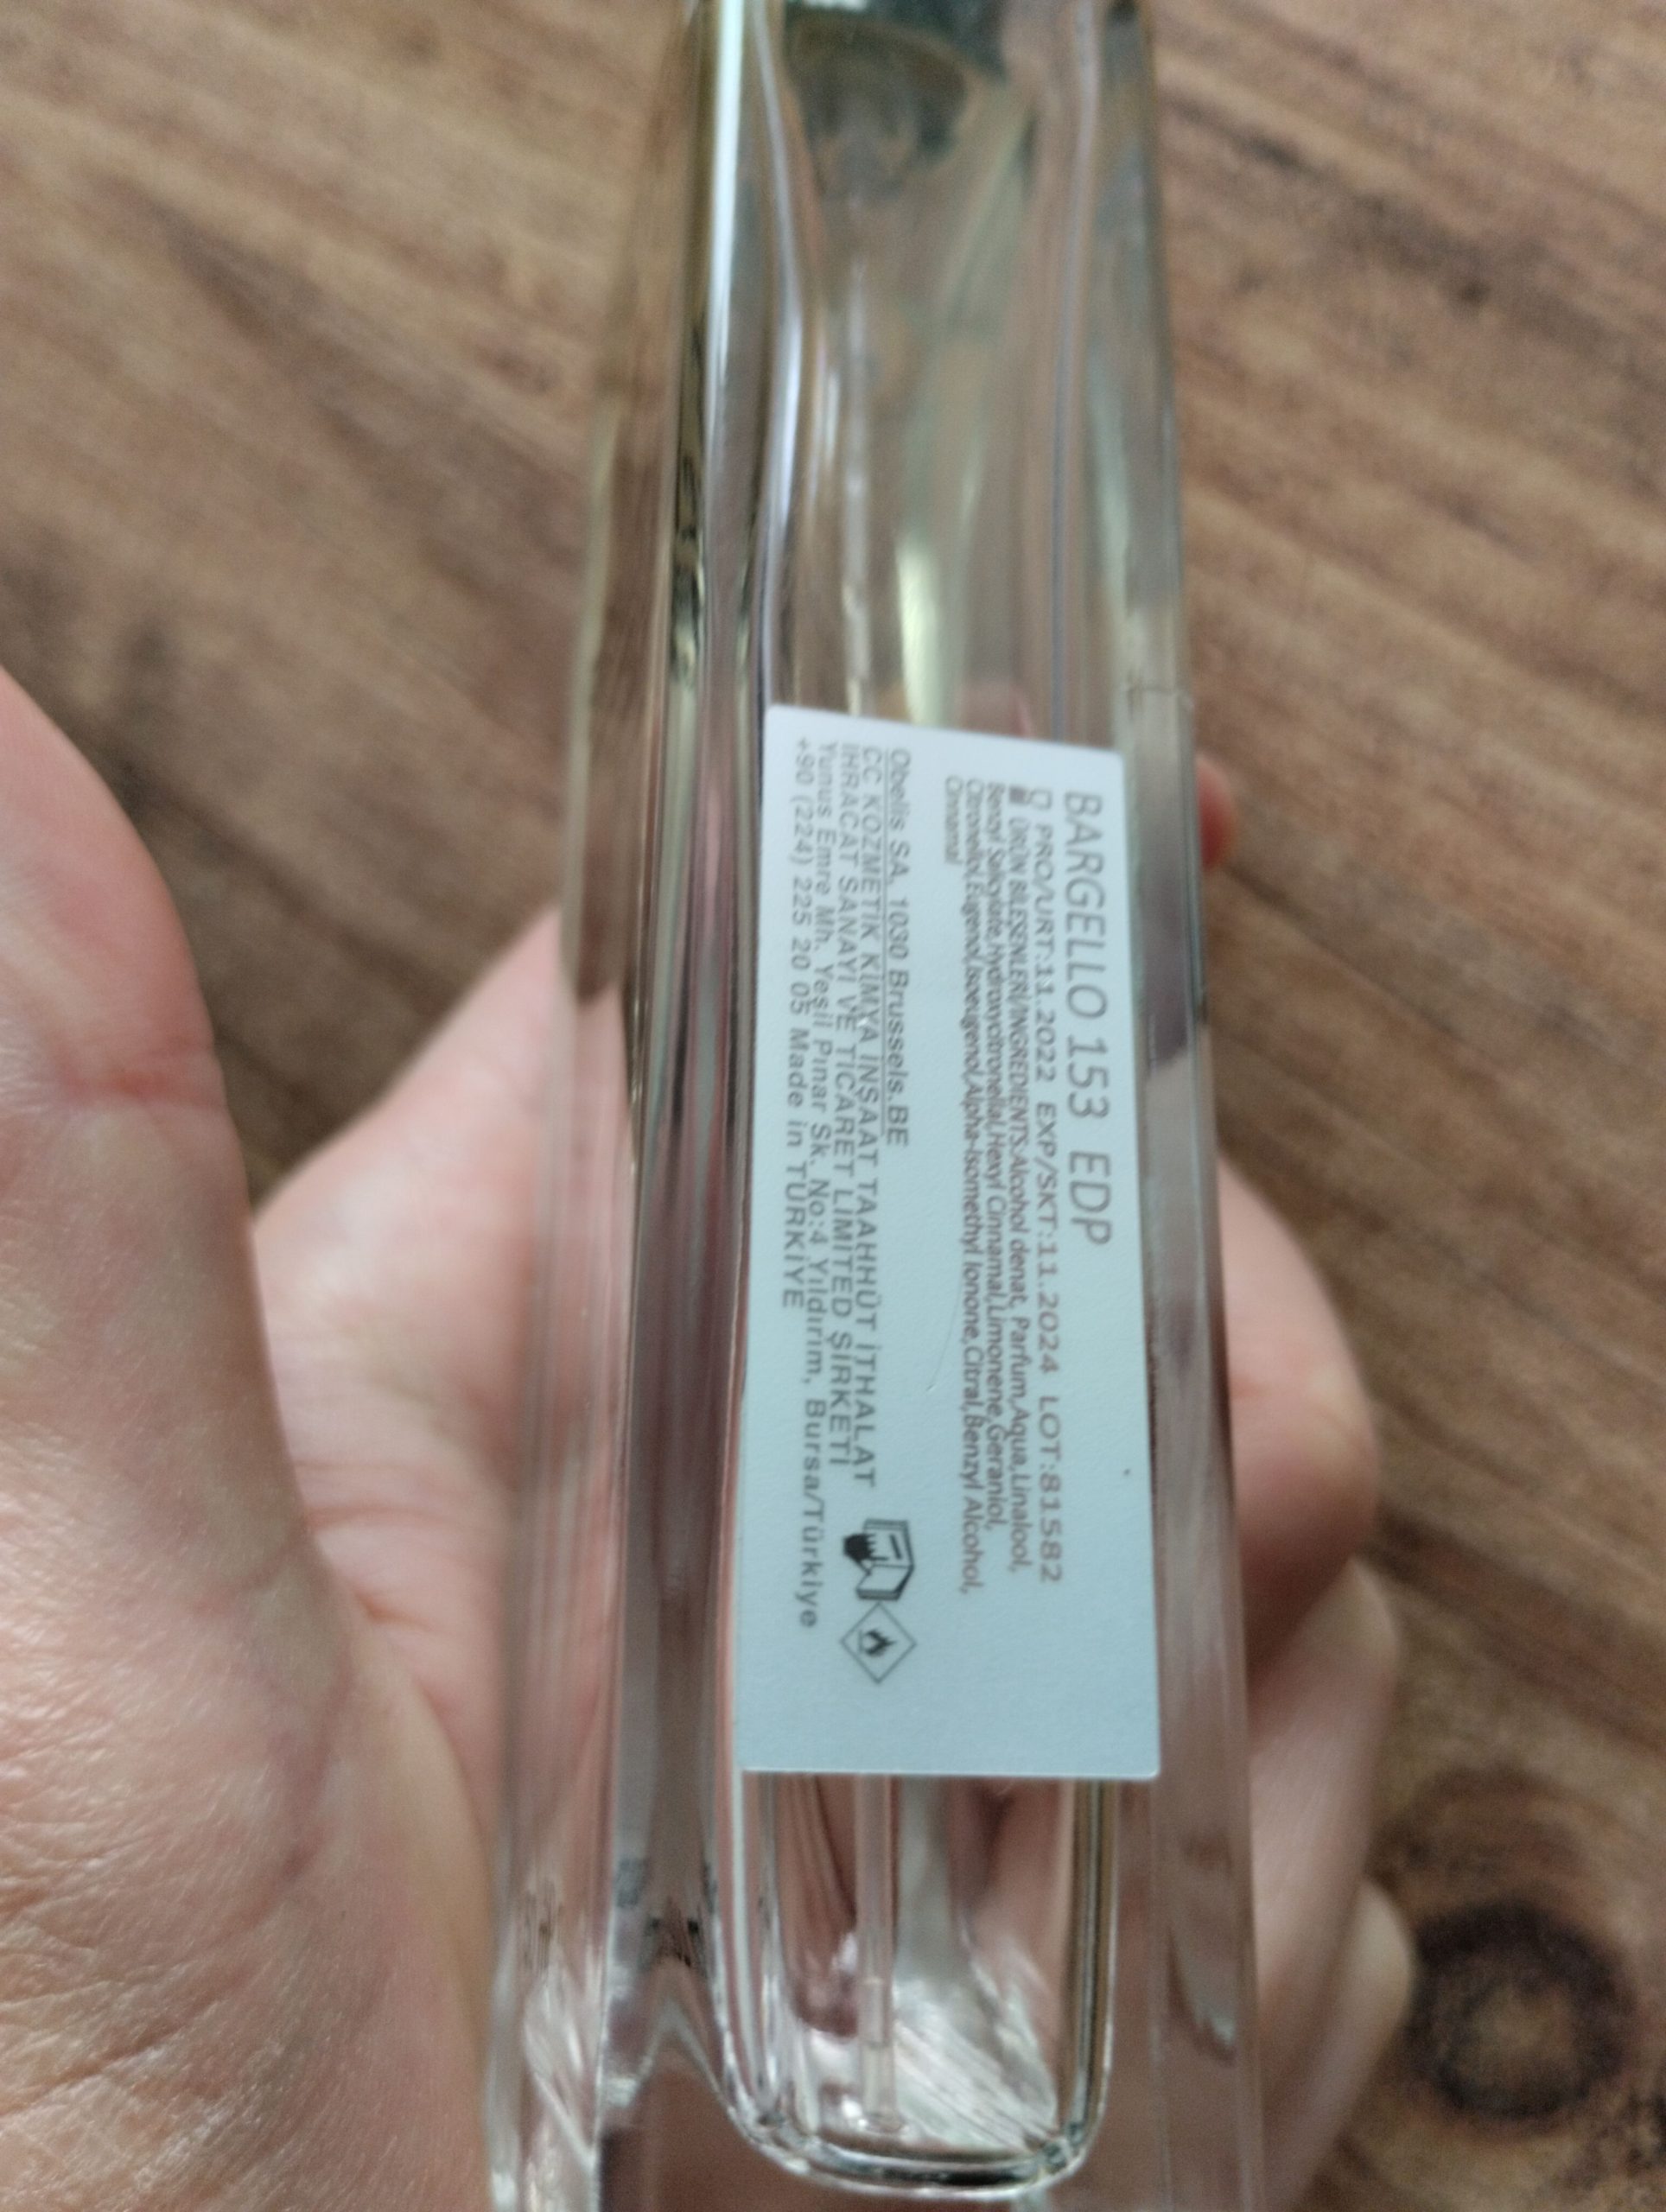 BARGELLO 153 EDP
PRO/URT:11.2022 EXP/SKT:11.2024 LOT:81582
ÜRÜN BİLEŞENLERİ/INGREDIENTS:Alcohol denat, Parfum,Aqua,Linalool,
Benzyl Salicylate,Hydroxycitronellal,Hexyl Cinnamal,Limonene,Geraniol,
Citronellol,Eugenol,Isoeugenol,Alpha-Isomethyl Ionone,Citral,Benzyl Alcohol,
Cinnamal
Obelis SA, 1030 Brussels.BE
CC KOZMETİK KİMYA İNŞAAT TAAHHÜT İTHALAT
İHRACAT SANAYİ VE TİCARET LİMİTED ŞİRKETİ
Yunus Emre Mh. Yeşil Pınar Sk. No:4 Yıldırım, Bursa/Türkiye
+90 (224) 225 20 05 Made in TÜRKİYE